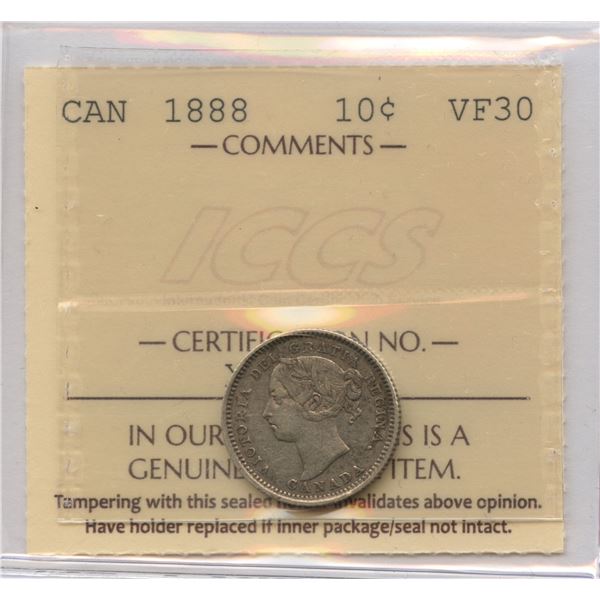 CAN 1888 10¢ VF30
— COMMENTS —
ICCS
— CERTIFIC N NO. —
IN OUR S IS A
GENUINE ITEM.
Tampering with this sealed invalidates above opinion.
Have holder replaced if inner package/seal not intact.
VICTORIA DEI GRATIA REGINA.
CANADA